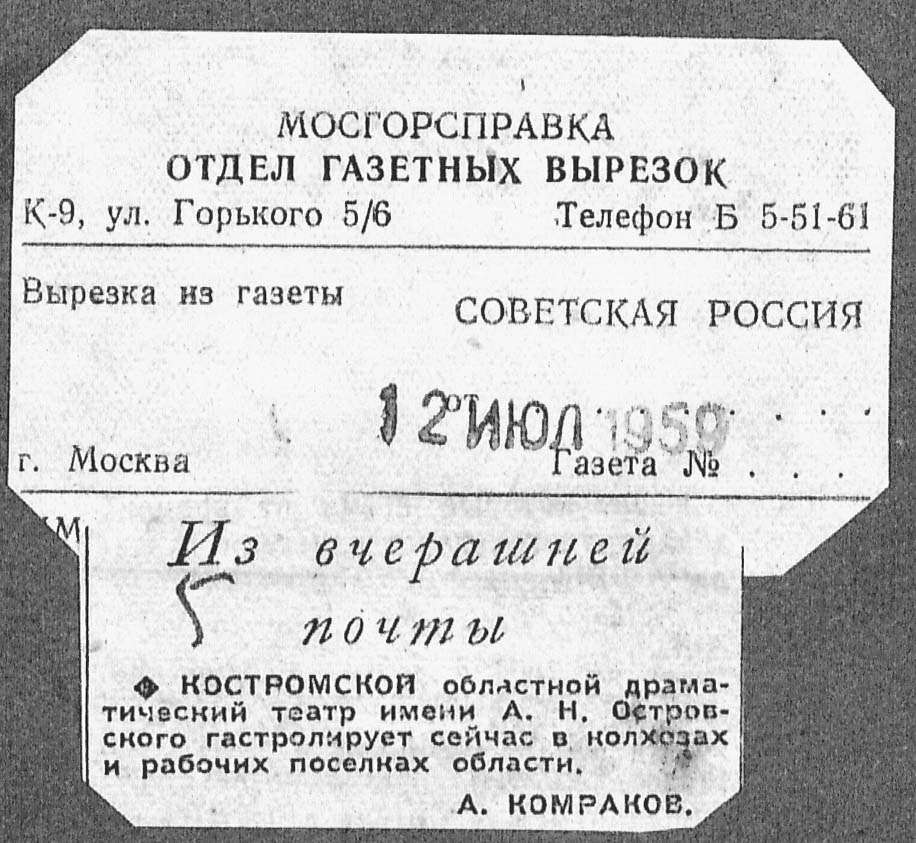 МОСГОРСПРАВКА
ОТДЕЛ ГАЗЕТНЫХ ВЫРЕЗОК
К-9, ул. Горького 5/6 Телефон Б 5-51-61
Вырезка из газеты
СОВЕТСКАЯ РОССИЯ
от 12 ИЮЛ 1959 . . . .
г. Москва Газета № . . .
Из вчерашней
почты
◆ КОСТРОМСКОЙ областной драма-
тический театр имени А. Н. Остров-
ского гастролирует сейчас в колхозах
и рабочих поселках области.
А. КОМРАКОВ.